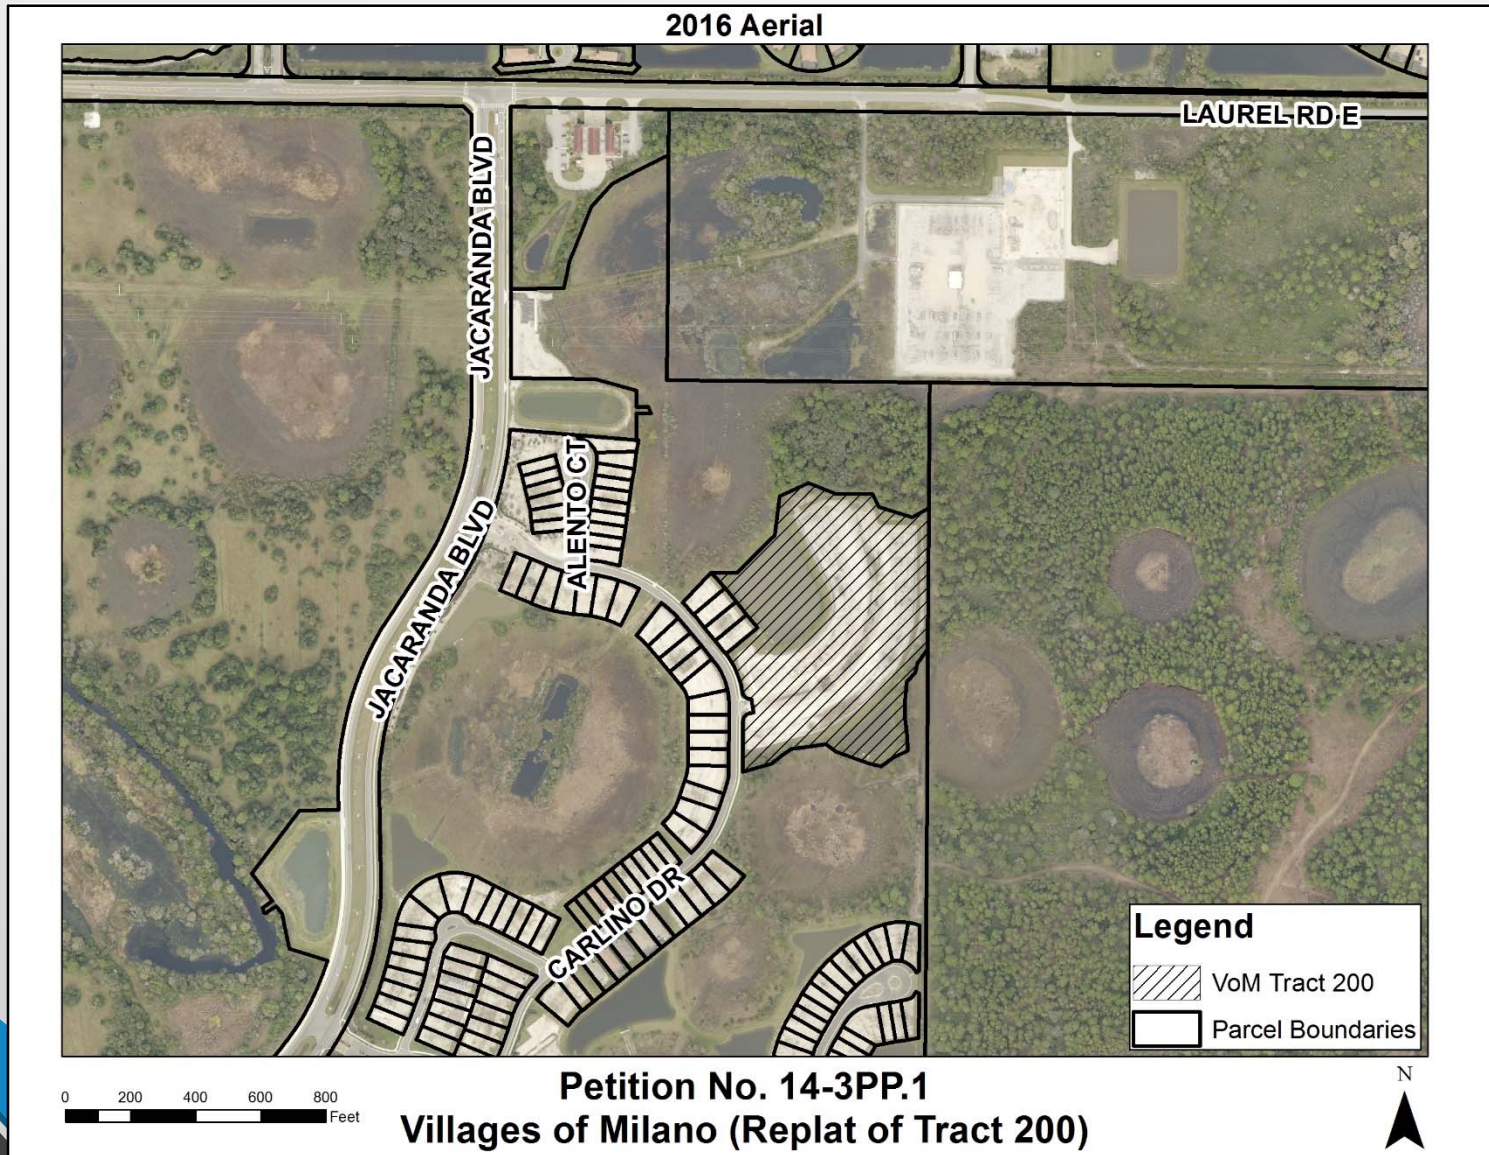 2016 Aerial
LAUREL RD E
JACARANDA BLVD
JACARANDA BLVD
ALENTO CT
CARLINO DR
Legend
VoM Tract 200
Parcel Boundaries
0 200 400 600 800
Feet
Petition No. 14-3PP.1
Villages of Milano (Replat of Tract 200)
N